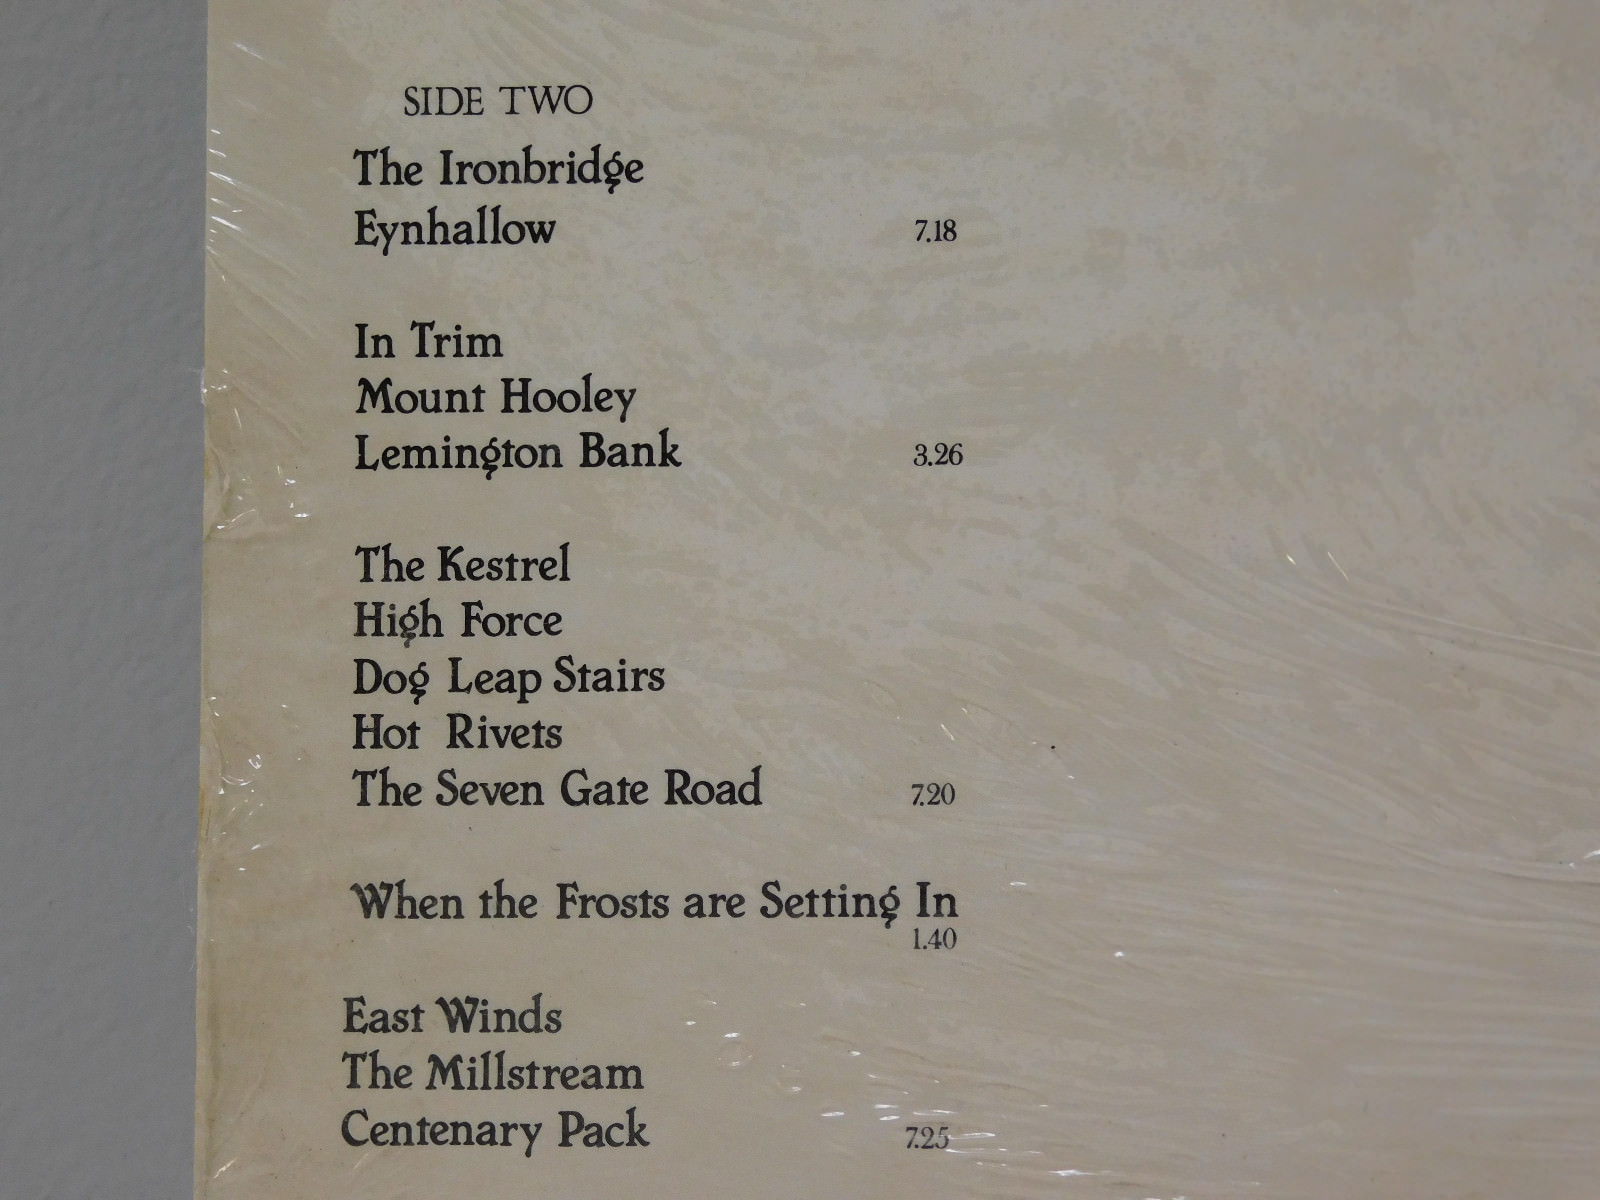 SIDE TWO
The Ironbridge
Eynhallow 7.18
In Trim
Mount Hooley
Lemington Bank 3.26
The Kestrel
High Force
Dog Leap Stairs
Hot Rivets
The Seven Gate Road 7.20
When the Frosts are Setting In
1.40
East Winds
The Millstream
Centenary Pack 7.25